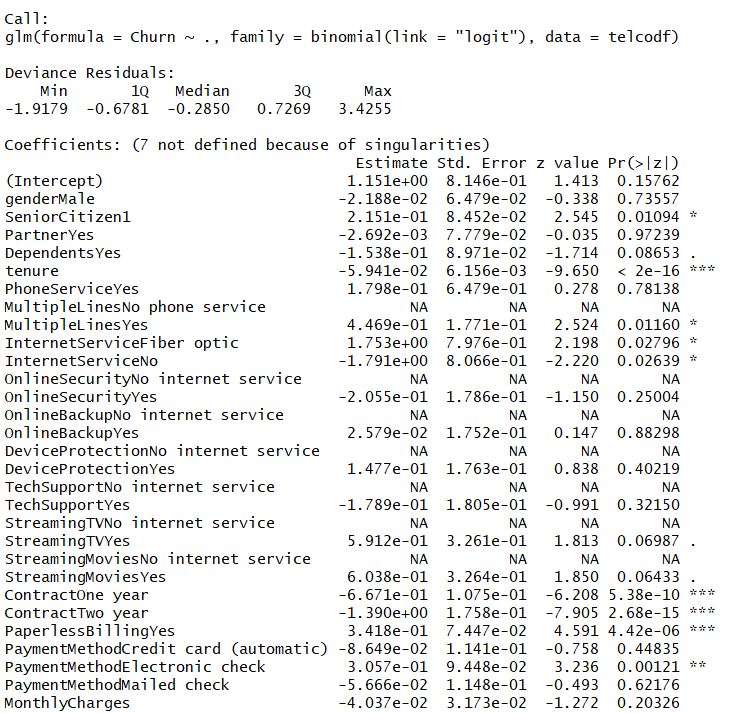 Call:
glm(formula = Churn ~ ., family = binomial(link = "logit"), data = telcodf)
Deviance Residuals:
Min 1Q Median 3Q Max
-1.9179 -0.6781 -0.2850 0.7269 3.4255
Coefficients: (7 not defined because of singularities)
Estimate Std. Error z value Pr(>|z|)
(Intercept) 1.151e+00 8.146e-01 1.413 0.15762
genderMale -2.188e-02 6.479e-02 -0.338 0.73557
SeniorCitizen1 2.151e-01 8.452e-02 2.545 0.01094 *
PartnerYes -2.692e-03 7.779e-02 -0.035 0.97239
DependentsYes -1.538e-01 8.971e-02 -1.714 0.08653 .
tenure -5.941e-02 6.156e-03 -9.650 < 2e-16 ***
PhoneServiceYes 1.798e-01 6.479e-01 0.278 0.78138
MultipleLinesNo phone service NA NA NA NA
MultipleLinesYes 4.469e-01 1.771e-01 2.524 0.01160 *
InternetServiceFiber optic 1.753e+00 7.976e-01 2.198 0.02796 *
InternetServiceNo -1.791e+00 8.066e-01 -2.220 0.02639 *
OnlineSecurityNo internet service NA NA NA NA
OnlineSecurityYes -2.055e-01 1.786e-01 -1.150 0.25004
OnlineBackupNo internet service NA NA NA NA
OnlineBackupYes 2.579e-02 1.752e-01 0.147 0.88298
DeviceProtectionNo internet service NA NA NA NA
DeviceProtectionYes 1.477e-01 1.763e-01 0.838 0.40219
TechSupportNo internet service NA NA NA NA
TechSupportYes -1.789e-01 1.805e-01 -0.991 0.32150
StreamingTVNo internet service NA NA NA NA
StreamingTVYes 5.912e-01 3.261e-01 1.813 0.06987 .
StreamingMoviesNo internet service NA NA NA NA
StreamingMoviesYes 6.038e-01 3.264e-01 1.850 0.06433 .
ContractOne year -6.671e-01 1.075e-01 -6.208 5.38e-10 ***
ContractTwo year -1.390e+00 1.758e-01 -7.905 2.68e-15 ***
PaperlessBillingYes 3.418e-01 7.447e-02 4.591 4.42e-06 ***
PaymentMethodCredit card (automatic) -8.649e-02 1.141e-01 -0.758 0.44835
PaymentMethodElectronic check 3.057e-01 9.448e-02 3.236 0.00121 **
PaymentMethodMailed check -5.666e-02 1.148e-01 -0.493 0.62176
MonthlyCharges -4.037e-02 3.173e-02 -1.272 0.20326